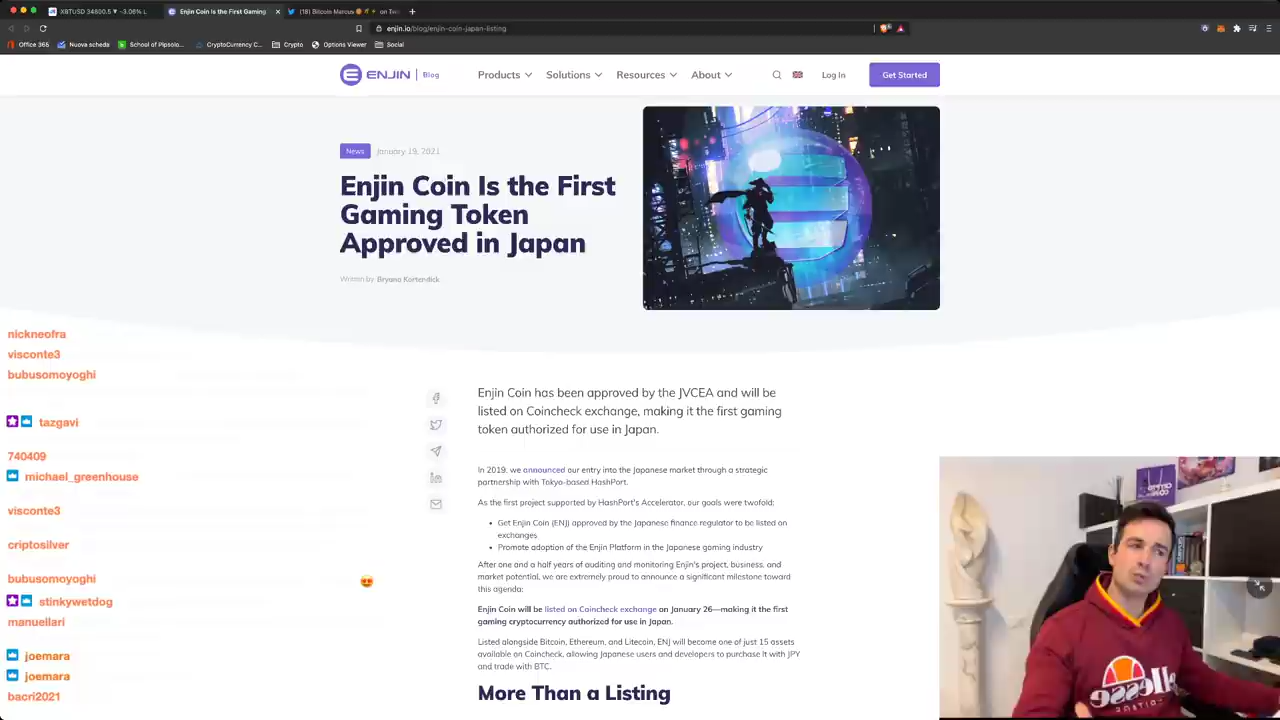 XBTUSD 34800.5 ▼ −3.06% L
Enjin Coin is the First Gaming
(18) Bitcoin Marcus
enjin.io/blog/enjin-coin-japan-listing
Office 365
Nuova scheda
School of Pipsolo...
CryptoCurrency C...
Crypto
Options Viewer
Social
ENJIN | Blog
Products
Solutions
Resources
About
Log In
Get Started
News January 19, 2021
Enjin Coin Is the First
Gaming Token
Approved in Japan
Written by Bryana Kortendick
nickneofra
visconte3
bubusomoyoghi
tazgavi
740409
michael_greenhouse
visconte3
criptosilver
bubusomoyoghi
stinkywetdog
manuellari
joemara
joemara
bacri2021
Enjin Coin has been approved by the JVCEA and will be
listed on Coincheck exchange, making it the first gaming
token authorized for use in Japan.
In 2019, we announced our entry into the Japanese market through a strategic
partnership with Tokyo-based HashPort.
As the first project supported by HashPort's Accelerator, our goals were twofold:
• Get Enjin Coin (ENJ) approved by the Japanese finance regulator to be listed on
exchanges
• Promote adoption of the Enjin Platform in the Japanese gaming industry
After one and a half years of auditing and monitoring Enjin's project, business, and
market potential, we are extremely proud to announce a significant milestone toward
this agenda:
Enjin Coin will be listed on Coincheck exchange on January 26—making it the first
gaming cryptocurrency authorized for use in Japan.
Listed alongside Bitcoin, Ethereum, and Litecoin, ENJ will become one of just 15 assets
available on Coincheck, allowing Japanese users and developers to purchase it with JPY
and trade with BTC.
More Than a Listing
ellesse